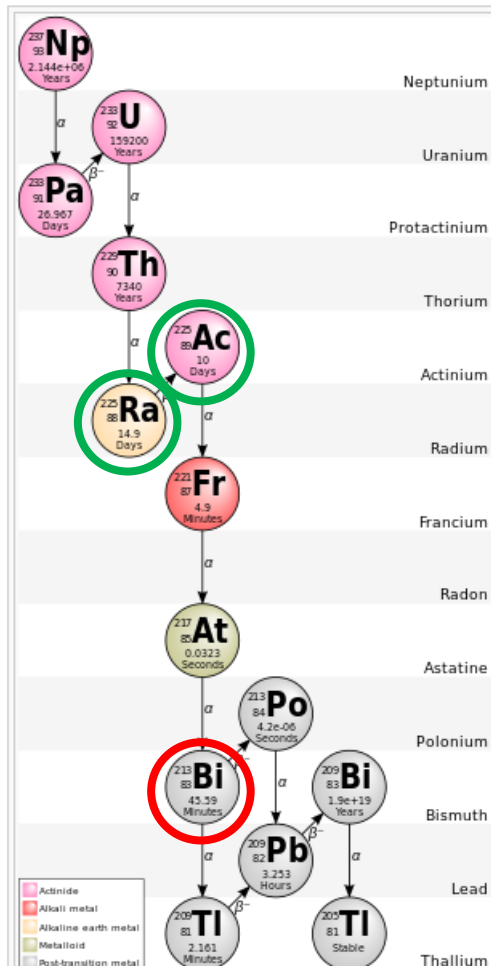 237
93 Np
2.144e+06
Years
Neptunium
α
233
92 U
159200
Years
Uranium
β⁻
233
91 Pa
26.967
Days
α
Protactinium
229
90 Th
7340
Years
Thorium
α
225
89 Ac
10
Days
Actinium
225
88 Ra
14.9
Days
α
Radium
221
87 Fr
4.9
Minutes
Francium
α
Radon
217
85 At
0.0323
Seconds
Astatine
α
213
84 Po
4.2e-06
Seconds
Polonium
213
83 Bi
45.59
Minutes
α
209
83 Bi
1.9e+19
Years
Bismuth
α
209
82 Pb
3.253
Hours
β⁻
α
Lead
β⁻
209
81 Tl
2.161
Minutes
205
81 Tl
Stable
Thallium
Actinide
Alkali metal
Alkaline earth metal
Metalloid
Post-transition metal